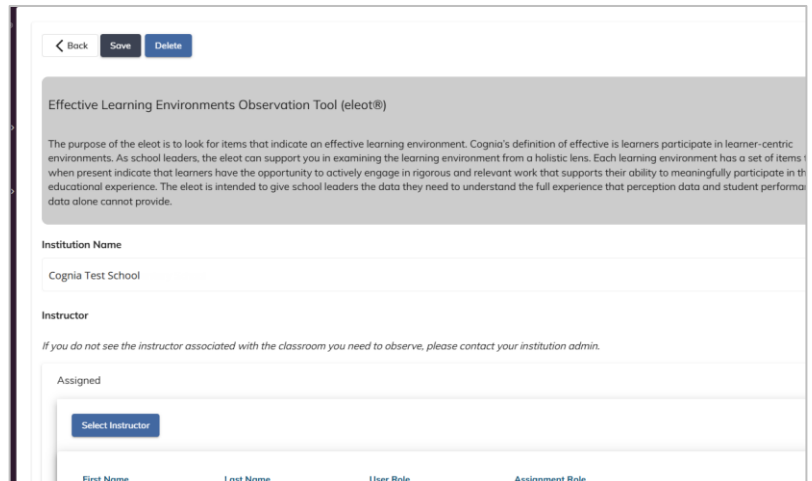 Back Save Delete
Effective Learning Environments Observation Tool (eleot®)
The purpose of the eleot is to look for items that indicate an effective learning environment. Cognia's definition of effective is learners participate in learner-centric
environments. As school leaders, the eleot can support you in examining the learning environment from a holistic lens. Each learning environment has a set of items
when present indicate that learners have the opportunity to actively engage in rigorous and relevant work that supports their ability to meaningfully participate in
educational experience. The eleot is intended to give school leaders the data they need to understand the full experience that perception data and student
data alone cannot provide.
Institution Name
Cognia Test School
Instructor
If you do not see the instructor associated with the classroom you need to observe, please contact your institution admin.
Assigned
Select Instructor
First Name Last Name User Role Assignment Role